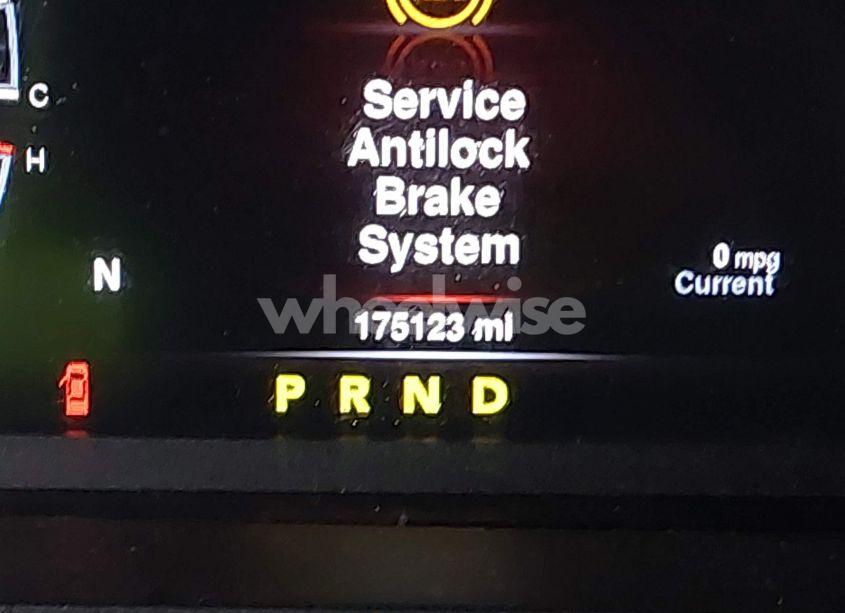 C
H
Service
Antilock
Brake
System
N
0 mpg
Current
wheelwise
175123 mi
P R N D